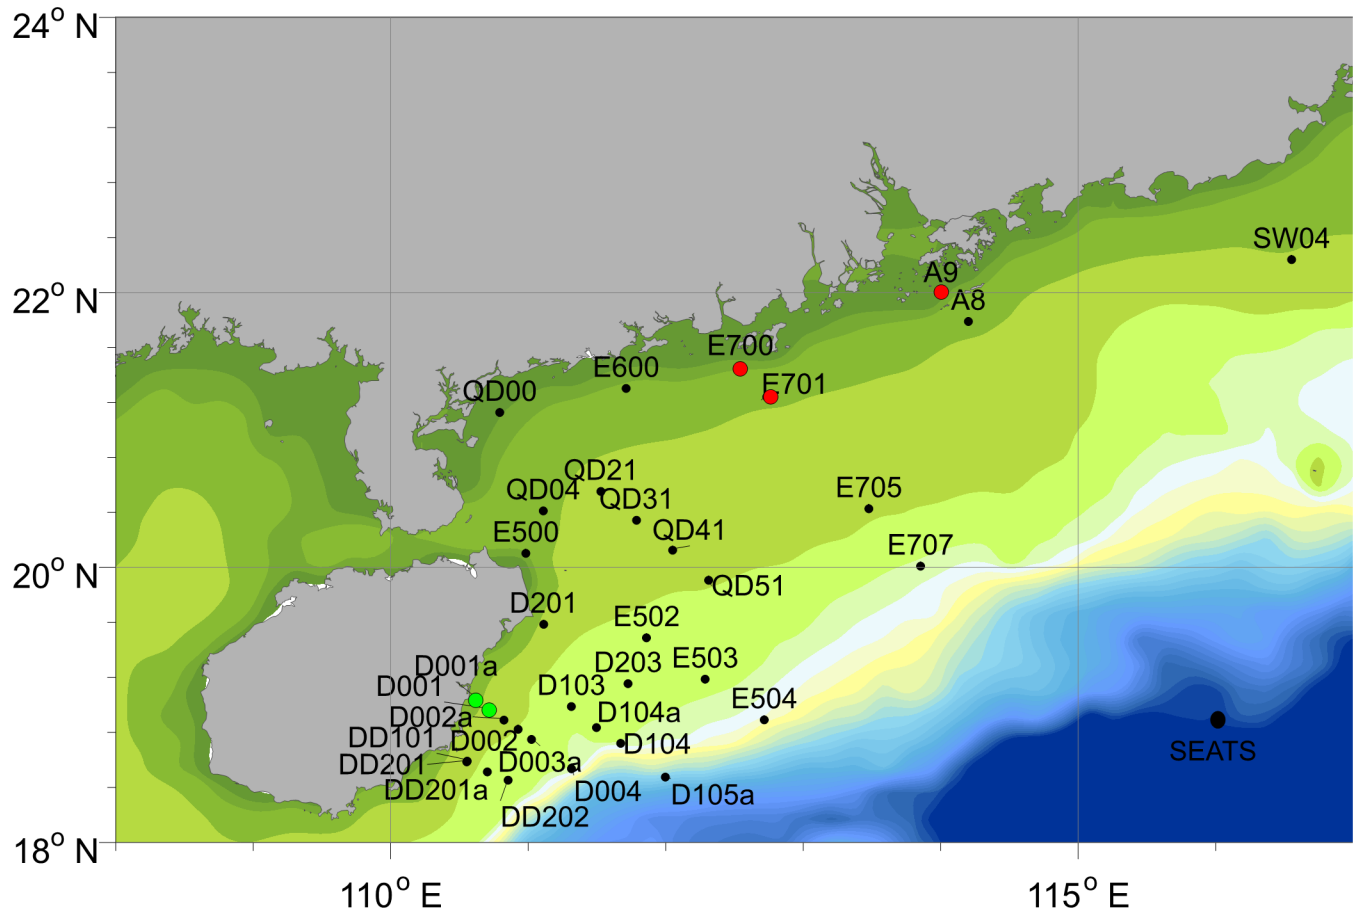 24° N
SW04
A9
22° N
A8
E700
E600
E701
QD00
QD21
QD04
QD31
E705
E500
QD41
E707
20° N
QD51
D201
E502
D203
E503
D001a
D001
D103
E504
D002a
D104a
DD101
D002
D104
SEATS
DD201
D003a
DD201a
D004
D105a
DD202
18° N
110° E
115° E